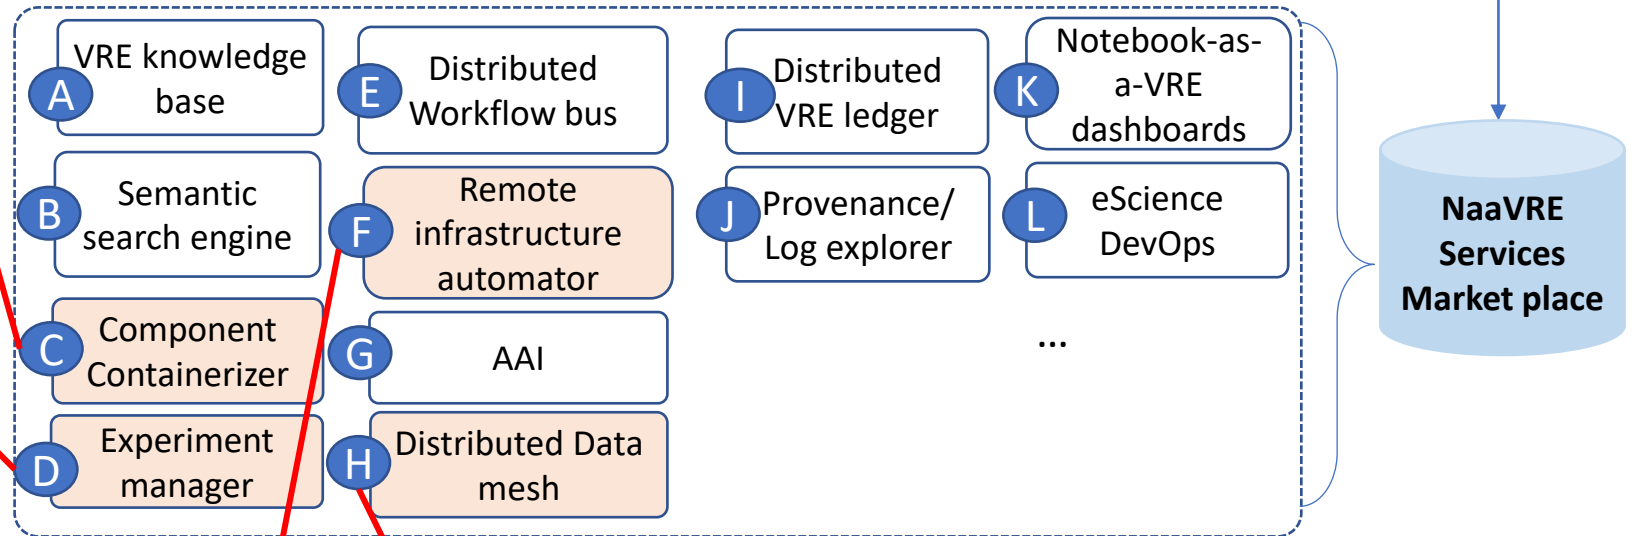 A
VRE knowledge
base
B
Semantic
search engine
C
Component
Containerizer
D
Experiment
manager
E
Distributed
Workflow bus
F
Remote
infrastructure
automator
G
AAI
H
Distributed Data
mesh
I
Distributed
VRE ledger
J
Provenance/
Log explorer
K
Notebook-as-
a-VRE
dashboards
L
eScience
DevOps
...
NaaVRE
Services
Market place